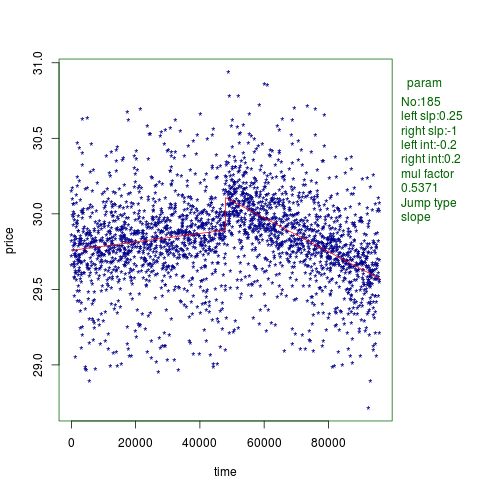 31.0
30.5
30.0
29.5
29.0
price
0
20000
40000
60000
80000
time
param
No:185
left slp:0.25
right slp:-1
left int:-0.2
right int:0.2
mul factor
0.5371
Jump type
slope